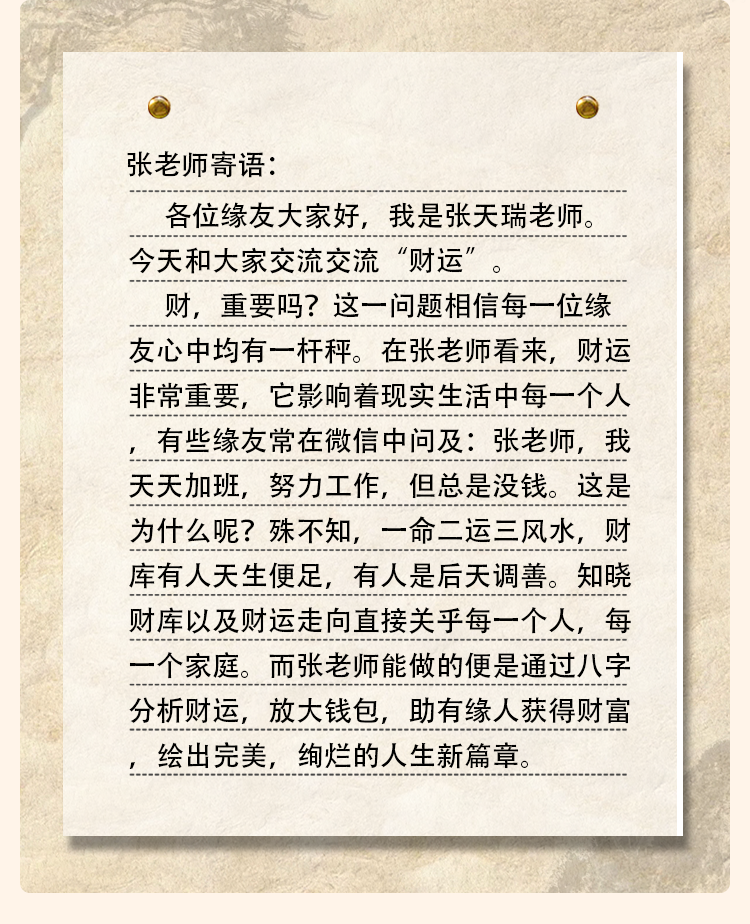 张老师寄语：
各位缘友大家好，我是张天瑞老师。
今天和大家交流交流“财运”。
财，重要吗？这一问题相信每一位缘
友心中均有一杆秤。在张老师看来，财运
非常重要，它影响着现实生活中每一个人
，有些缘友常在微信中问及：张老师，我
天天加班，努力工作，但总是没钱。这是
为什么呢？殊不知，一命二运三风水，财
库有人天生便足，有人是后天调善。知晓
财库以及财运走向直接关乎每一个人，每
一个家庭。而张老师能做的便是通过八字
分析财运，放大钱包，助有缘人获得财富
，绘出完美，绚烂的人生新篇章。